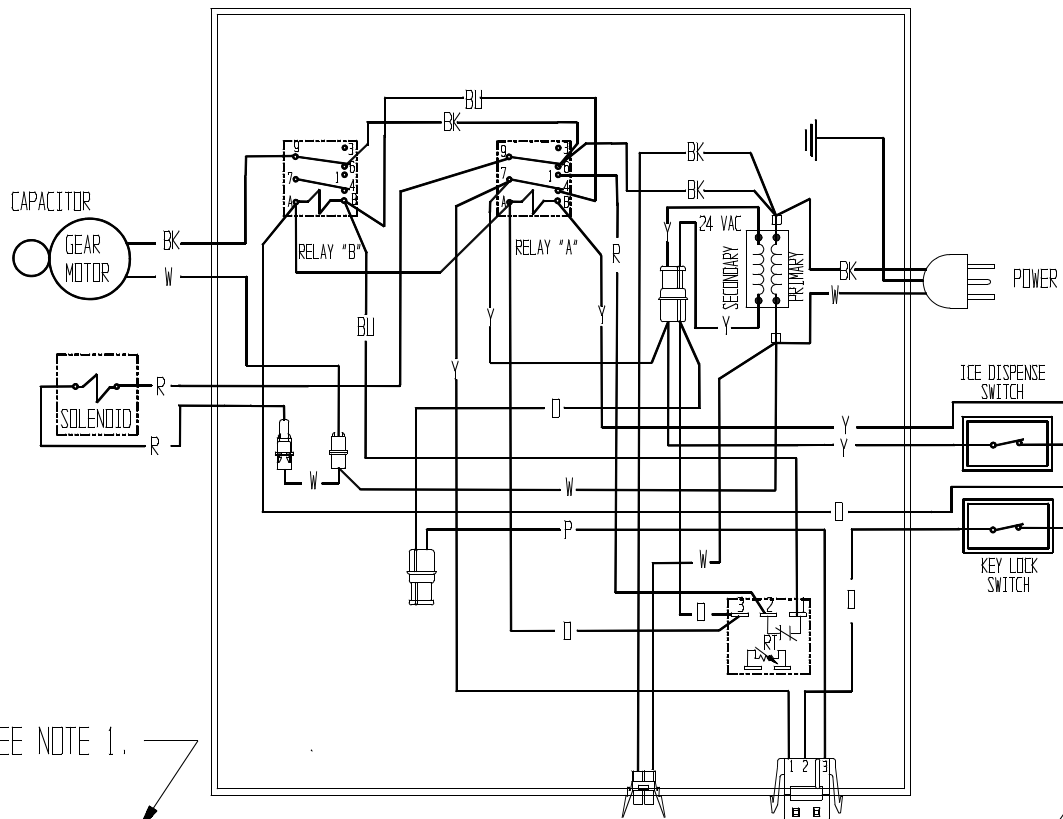 BU
BK
BK
BK
9
3
6
1
7
4
A
B
9
3
6
1
7
4
A
B
RELAY "B"
RELAY "A"
CAPACITOR
GEAR
MOTOR
BK
W
24 VAC
SECONDARY
PRIMARY
Y
R
BK
W
POWER
Y
Y
Y
BU
Y
ICE DISPENSE
SWITCH
R
SOLENOID
R
O
Y
Y
W
W
O
P
W
KEY LOCK
SWITCH
O
O
O
3
2
1
RT
EE NOTE 1.
1
2
3